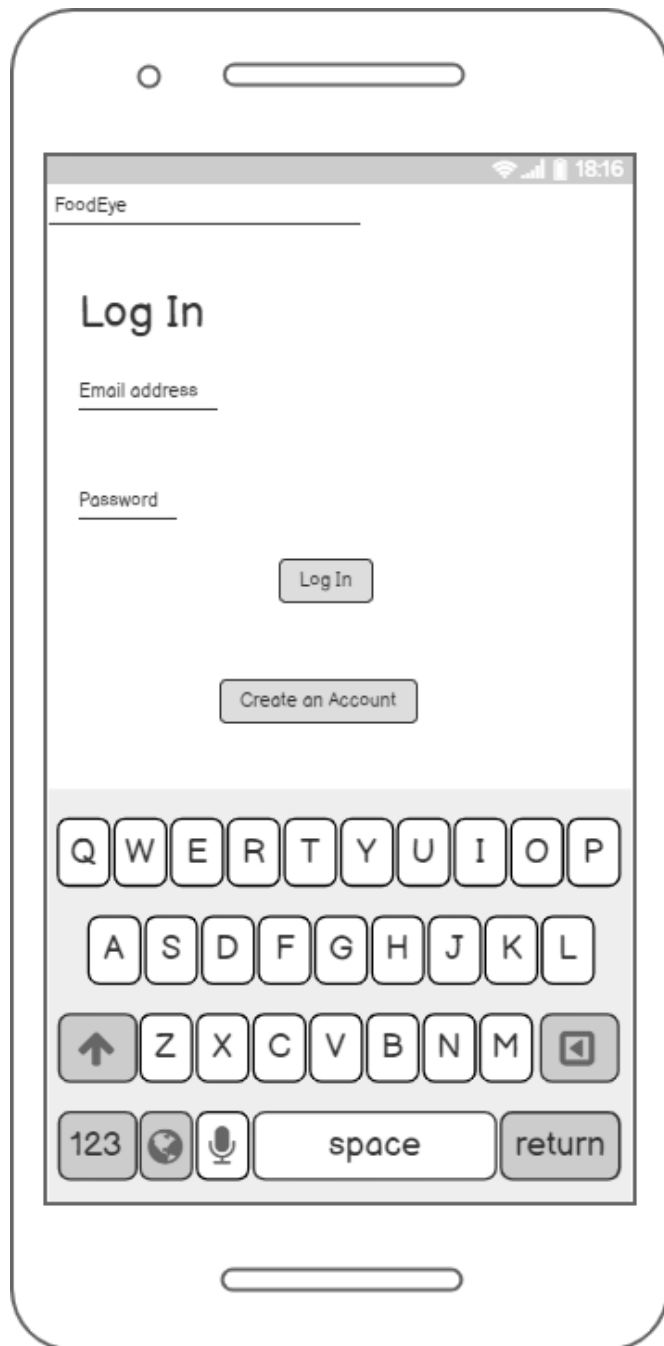 18:16
FoodEye
Log In
Email address
Password
Log In
Create an Account
Q W E R T Y U I O P
A S D F G H J K L
Z X C V B N M
123 space return